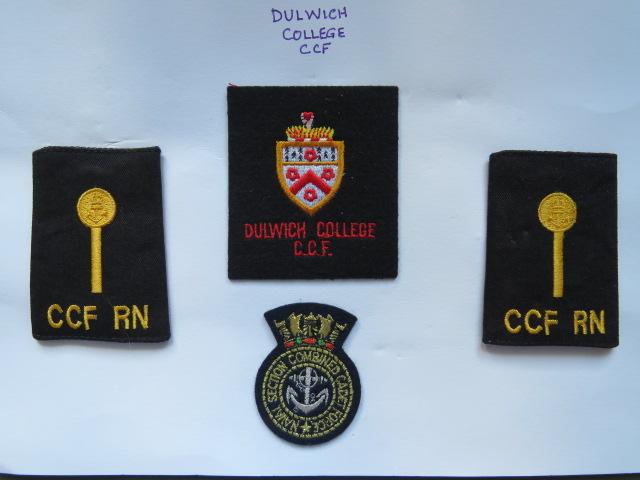 DULWICH
COLLEGE
CCF
DULWICH COLLEGE
C.C.F.
CCF RN
CCF RN
NAVAL SECTION COMBINED CADET FORCE